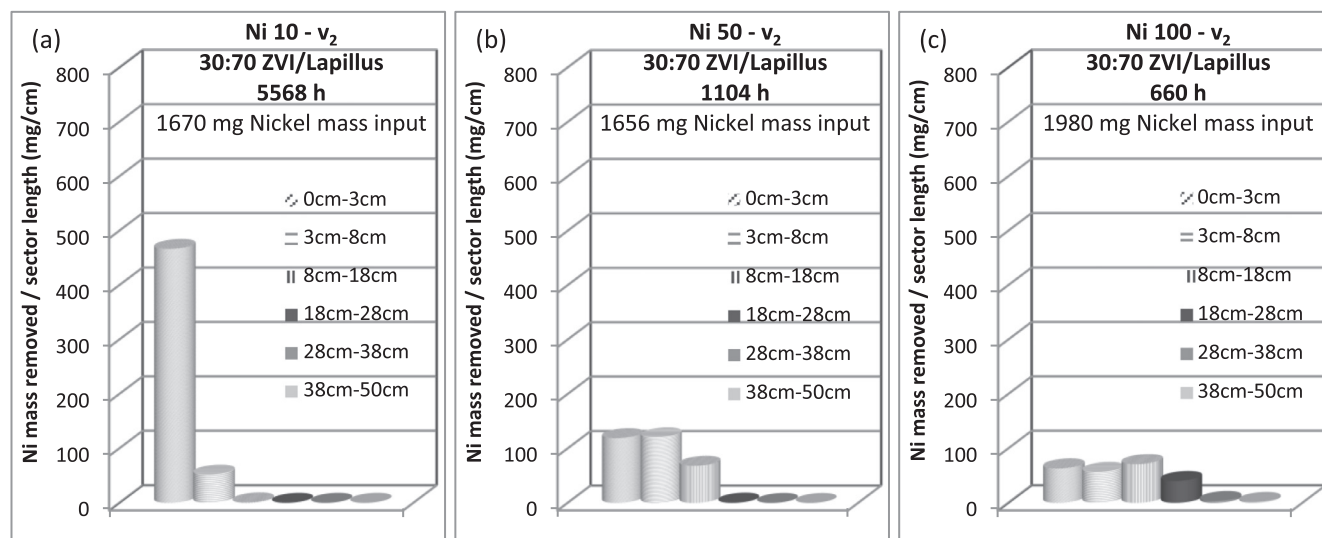 (a)
Ni 10 - v2
30:70 ZVI/Lapillus
5568 h
1670 mg Nickel mass input
Ni mass removed / sector length (mg/cm)
800
700
600
500
400
300
200
100
0
0cm-3cm
3cm-8cm
8cm-18cm
18cm-28cm
28cm-38cm
38cm-50cm
(b)
Ni 50 - v2
30:70 ZVI/Lapillus
1104 h
1656 mg Nickel mass input
Ni mass removed / sector length (mg/cm)
800
700
600
500
400
300
200
100
0
0cm-3cm
3cm-8cm
8cm-18cm
18cm-28cm
28cm-38cm
38cm-50cm
(c)
Ni 100 - v2
30:70 ZVI/Lapillus
660 h
1980 mg Nickel mass input
Ni mass removed / sector length (mg/cm)
800
700
600
500
400
300
200
100
0
0cm-3cm
3cm-8cm
8cm-18cm
18cm-28cm
28cm-38cm
38cm-50cm